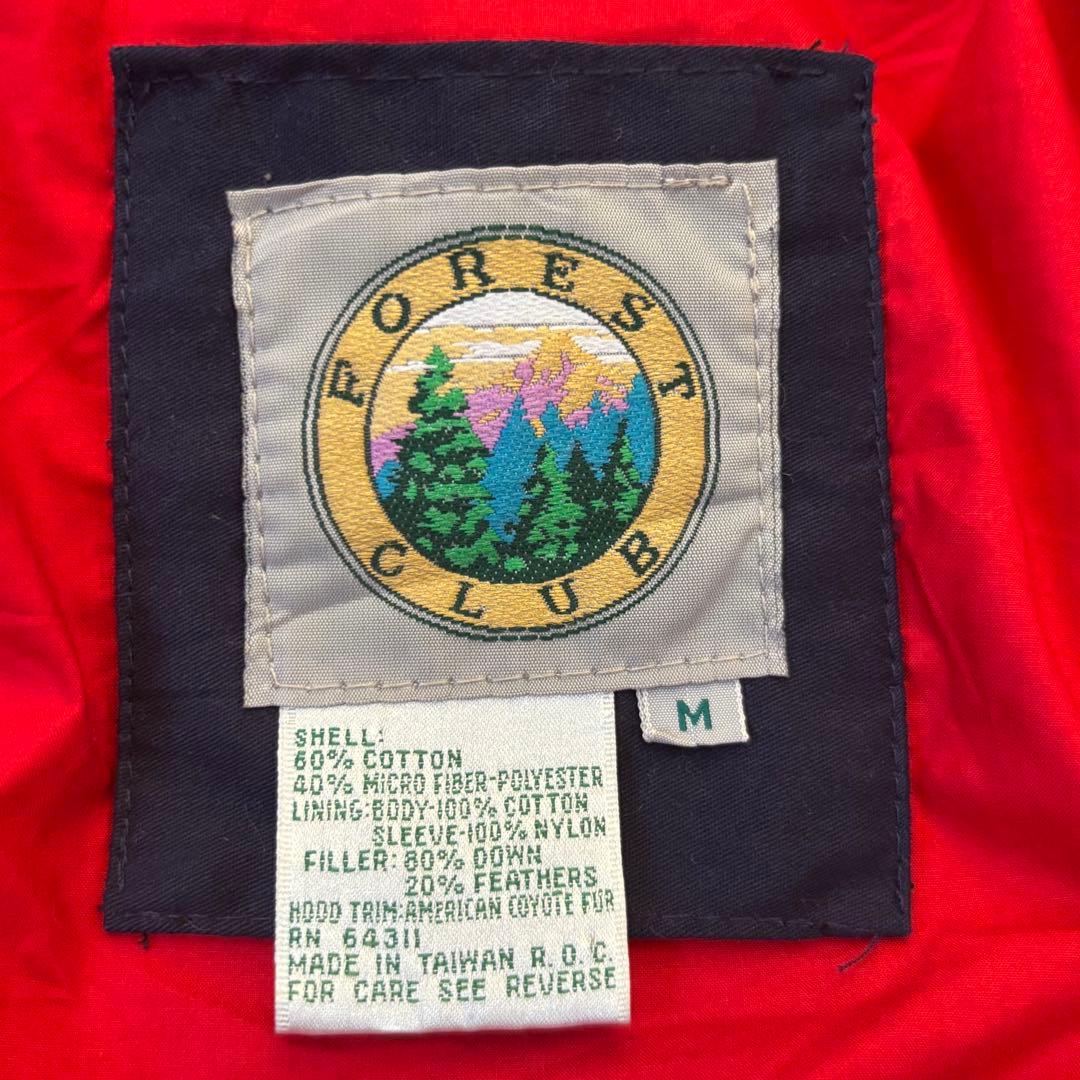 FOREST
CLUB
M
SHELL:
60% COTTON
40% MICRO FIBER-POLYESTER
LINING:BODY-100% COTTON
SLEEVE-100% NYLON
FILLER: 80% DOWN
20% FEATHERS
HOOD TRIM:AMERICAN COYOTE FUR
RN 64311
MADE IN TAIWAN R.O.C.
FOR CARE SEE REVERSE